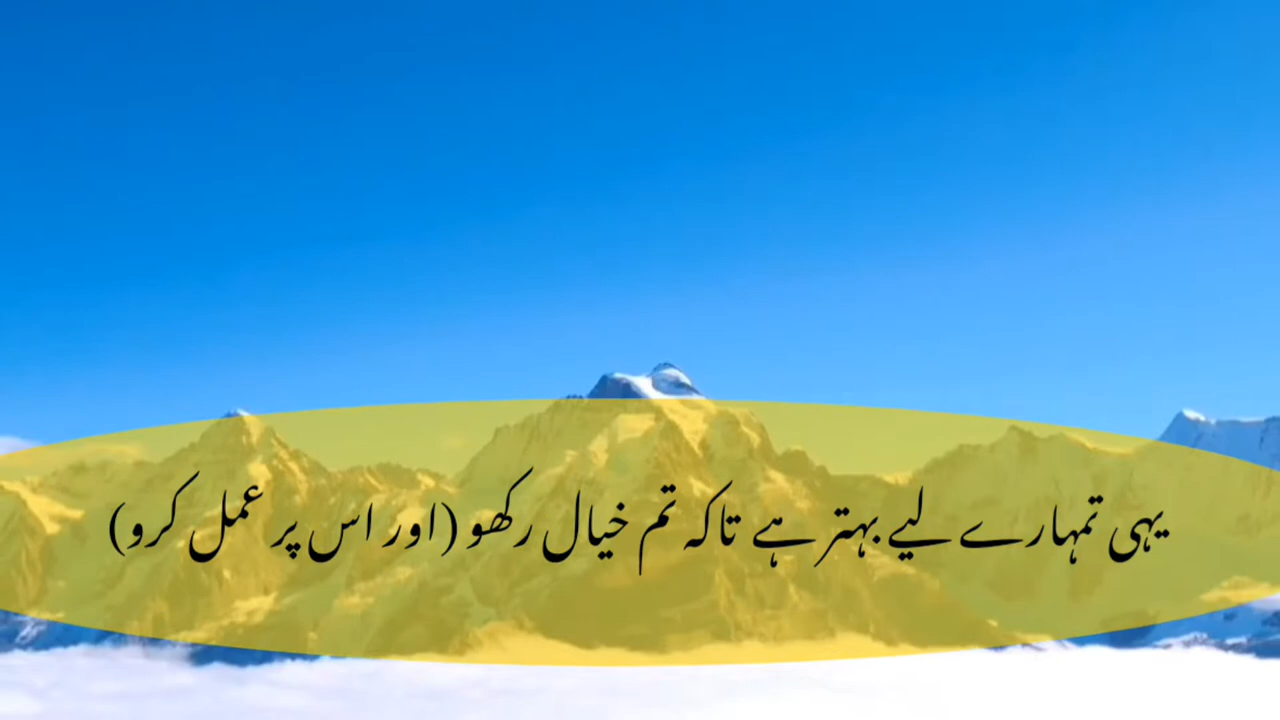 یہی تمہارے لیے بہتر ہے تاکہ تم خیال رکھو (اور اس پر عمل کرو)